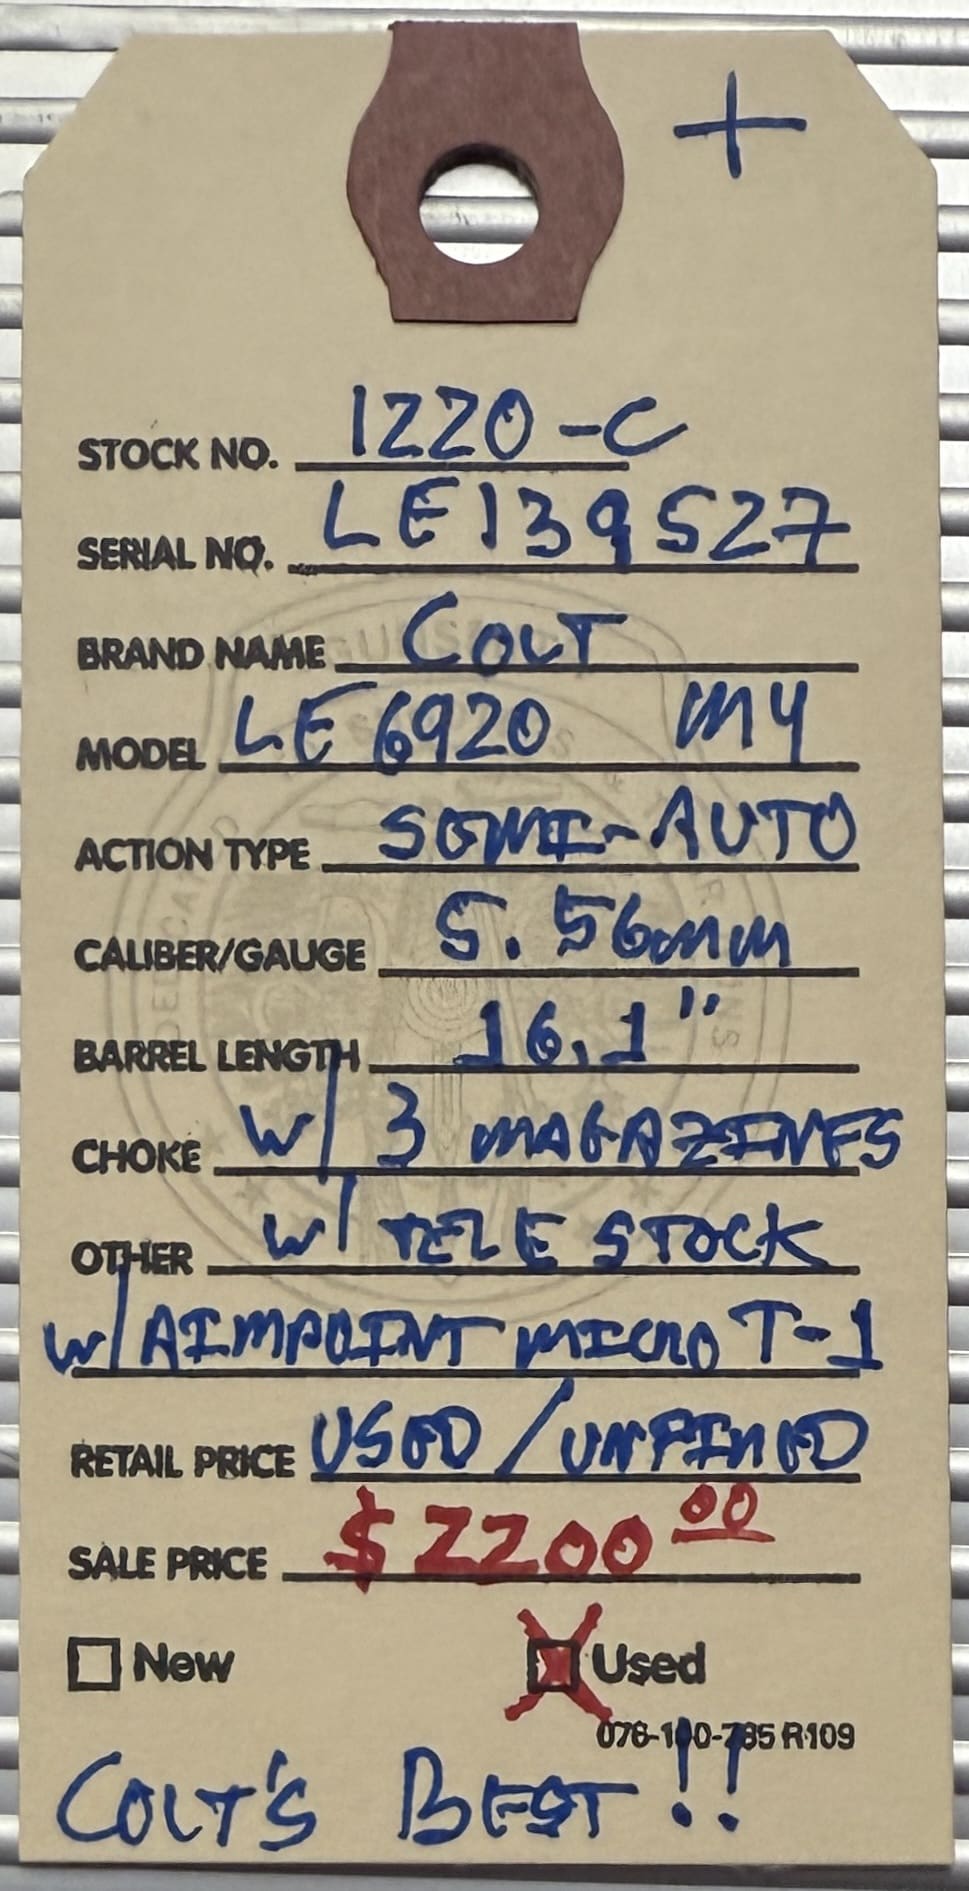 +
STOCK NO. 1220-C
SERIAL NO. LE139527
BRAND NAME COLT
MODEL LE6920 M4
ACTION TYPE SEMI-AUTO
CALIBER/GAUGE 5.56mm
BARREL LENGTH 16.1"
CHOKE W/ 3 MAGAZINES
OTHER W/ TELE STOCK
W/ AIMPOINT MICRO T-1
RETAIL PRICE USED/UNFIRED
SALE PRICE $2200.00
New Used
078-100-785 R109
COLT'S BEST!!